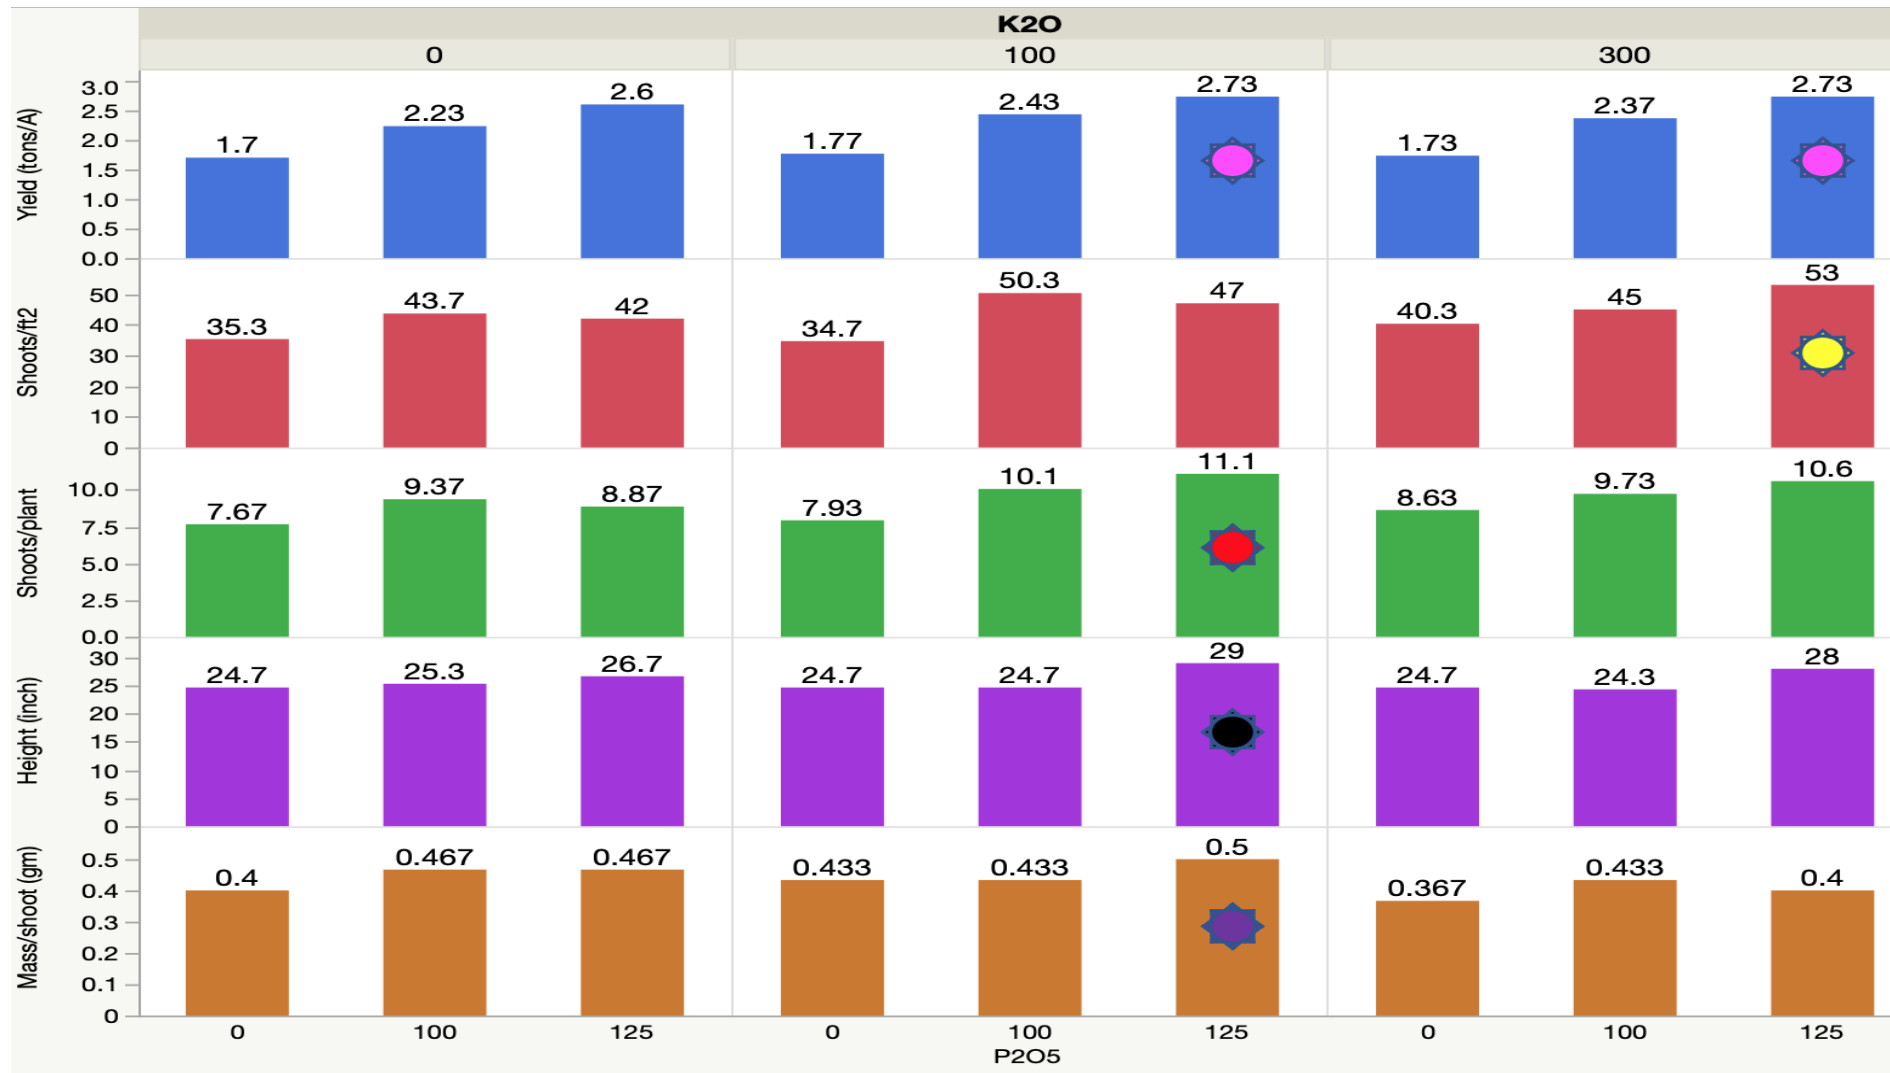 K2O
0 100 300
Yield (tons/A)
3.0
2.5
2.0
1.5
1.0
0.5
0.0
1.7 2.23 2.6 1.77 2.43 2.73 1.73 2.37 2.73
Shoots/ft2
50
40
30
20
10
0
35.3 43.7 42 34.7 50.3 47 40.3 45 53
Shoots/plant
10.0
7.5
5.0
2.5
0.0
7.67 9.37 8.87 7.93 10.1 11.1 8.63 9.73 10.6
Height (inch)
30
25
20
15
10
5
0
24.7 25.3 26.7 24.7 24.7 29 24.7 24.3 28
Mass/shoot (gm)
0.5
0.4
0.3
0.2
0.1
0
0.4 0.467 0.467 0.433 0.433 0.5 0.367 0.433 0.4
0 100 125 0 100 125 0 100 125
P2O5